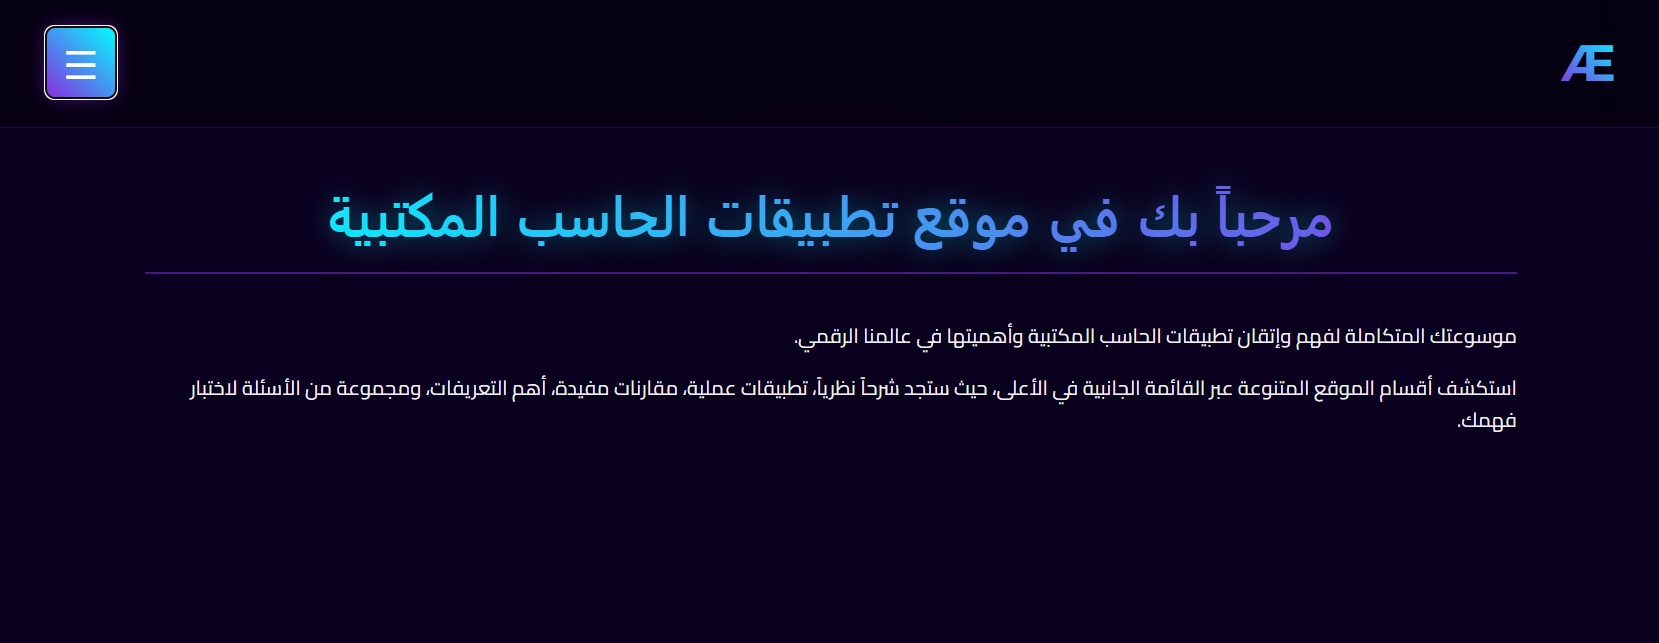 Æ
مرحباً بك في موقع تطبيقات الحاسب المكتبية
موسوعتك المتكاملة لفهم وإتقان تطبيقات الحاسب المكتبية وأهميتها في عالمنا الرقمي.
استكشف أقسام الموقع المتنوعة عبر القائمة الجانبية في الأعلى، حيث ستجد شرحاً نظرياً، تطبيقات عملية، مقارنات مفيدة، أهم التعريفات، ومجموعة من الأسئلة لاختبار
فهمك.